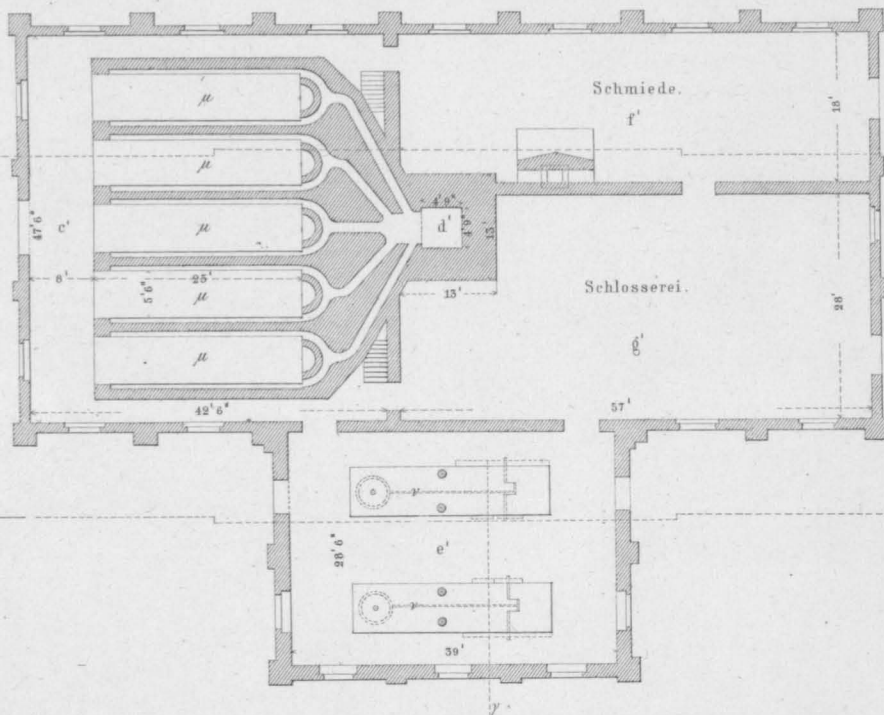 Schmiede.
f'
18'
μ
μ
μ
μ
μ
c'
47' 6"
8'
25'
5' 6"
4' 9"
d'
4' 9"
13'
13'
Schlosserei.
g'
28'
42' 6"
57'
γ
e'
28' 6"
γ
39'
γ.